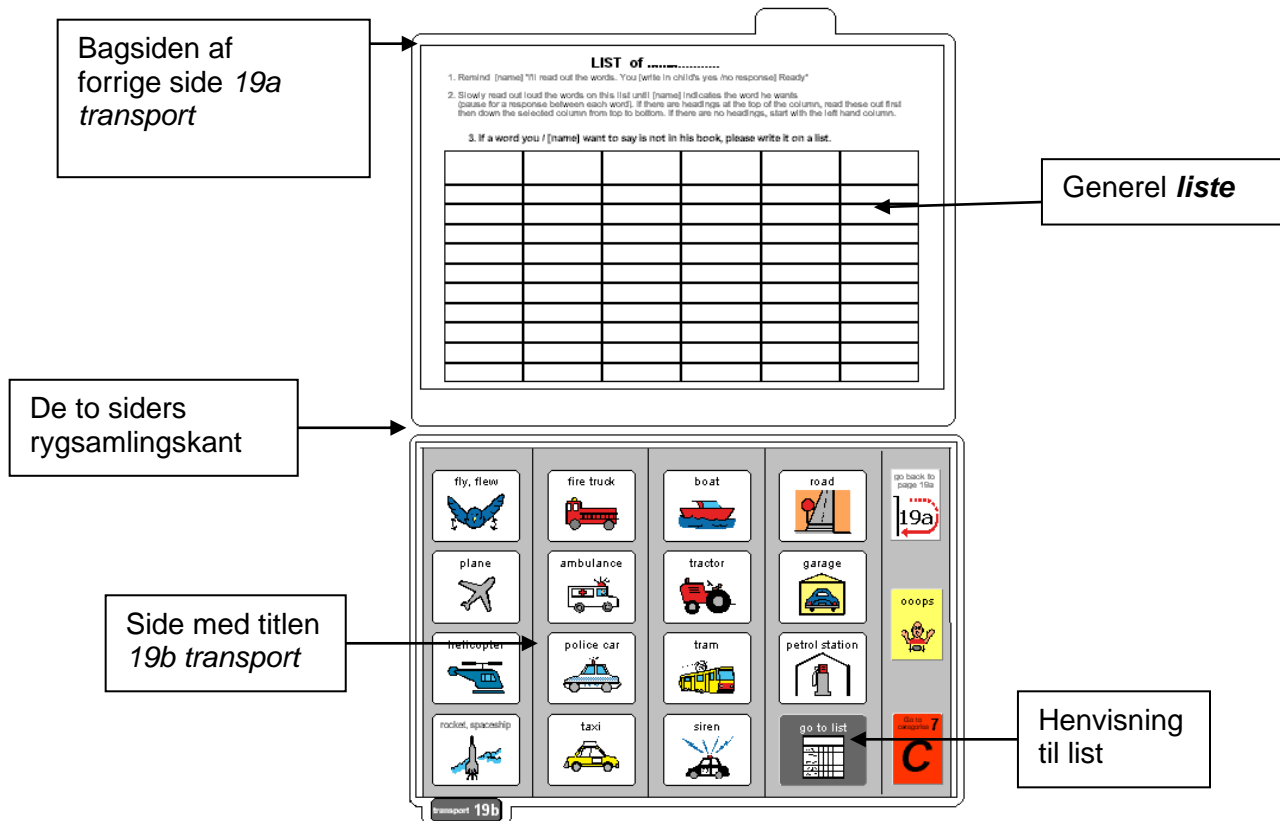 Bagsiden af
forrige side 19a
transport
LIST of ......................
1. Remind [name] "I'll read out the words. You [write in child's yes /no response] Ready"
2. Slowly read out loud the words on this list until [name] indicates the word he wants
(pause for a response between each word). If there are headings at the top of the column, read these out first
then down the selected column from top to bottom. If there are no headings, start with the left hand column.
3. If a word you / [name] want to say is not in his book, please write it on a list.
Generel liste
De to siders
rygsamlingskant
fly, flew
fire truck
boat
road
go back to
page 19a
19a
plane
ambulance
tractor
garage
ooops
Side med titlen
19b transport
helicopter
police car
tram
petrol station
rocket, spaceship
taxi
siren
go to list
Go to
categories 7
C
Henvisning
til list
transport 19b